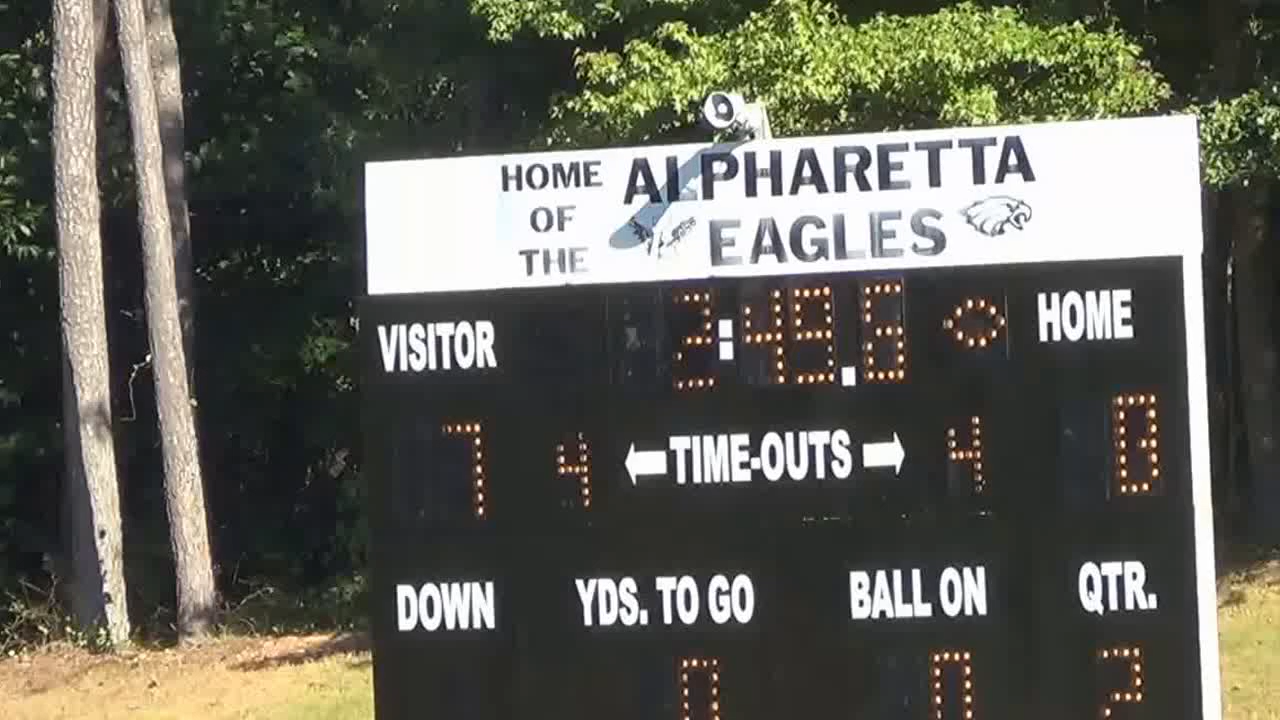 HOME ALPHARETTA
OF
THE EAGLES
2:49.6
VISITOR
HOME
7 4 TIME-OUTS 4
DOWN YDS. TO GO BALL ON QTR.
0 0 2